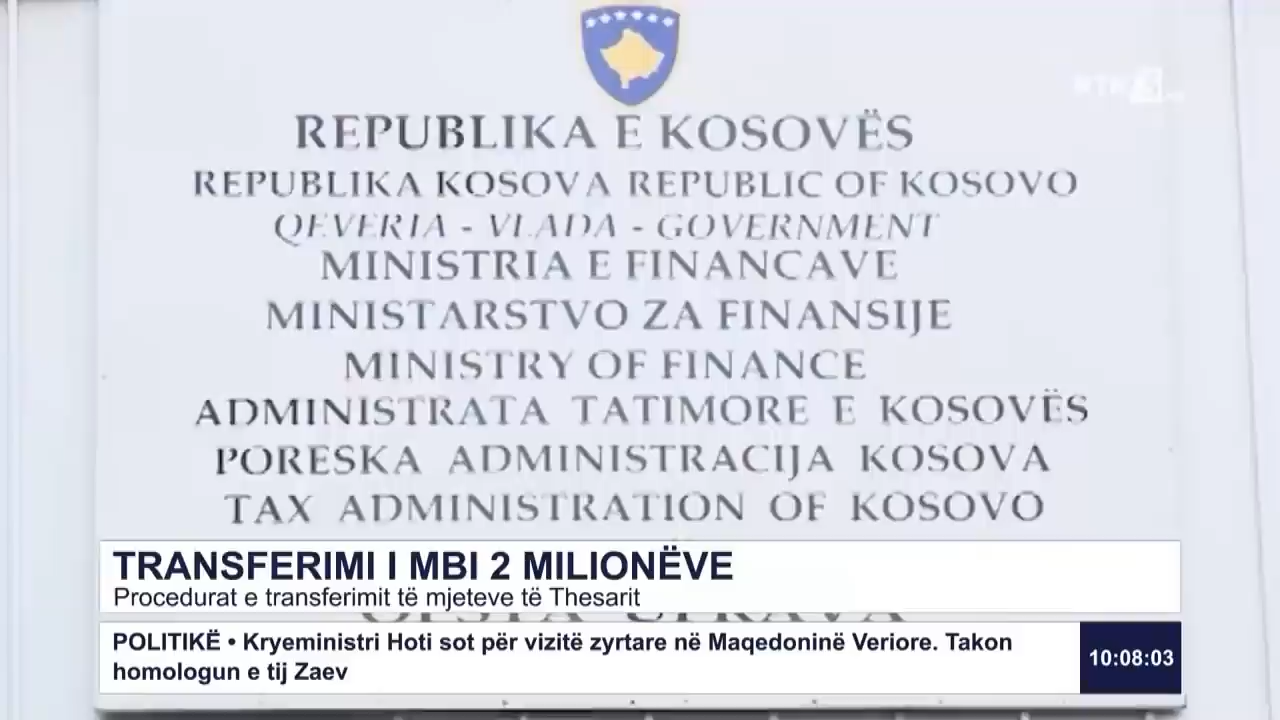 REPUBLIKA E KOSOVËS
REPUBLIKA KOSOVA REPUBLIC OF KOSOVO
QEVERIA - VLADA - GOVERNMENT
MINISTRIA E FINANCAVE
MINISTARSTVO ZA FINANSIJE
MINISTRY OF FINANCE
ADMINISTRATA TATIMORE E KOSOVËS
PORESKA ADMINISTRACIJA KOSOVA
TAX ADMINISTRATION OF KOSOVO
TRANSFERIMI I MBI 2 MILIONËVE
Procedurat e transferimit të mjeteve të Thesarit
POLITIKË • Kryeministri Hoti sot për vizitë zyrtare në Maqedoninë Veriore. Takon
homologun e tij Zaev
10:08:03